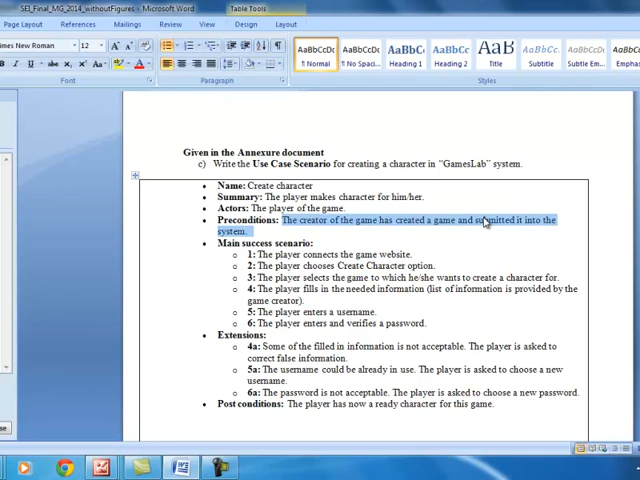 SEI_Final_MG_2014_withoutFigures - Microsoft Word
Table Tools
Page Layout References Mailings Review View Design Layout
mes New Roman 12
Font
Paragraph
AaBbCcDc AaBbCcDc AaBbC AaBbCc AaB AaBbCc. AaBbCcDc AaBbCcD
¶ Normal ¶ No Spaci... Heading 1 Heading 2 Title Subtitle Subtle Em... Emphas
Styles
Given in the Annexure document
c) Write the Use Case Scenario for creating a character in "GamesLab" system.
• Name: Create character
• Summary: The player makes character for him/her.
• Actors: The player of the game.
• Preconditions: The creator of the game has created a game and submitted it into the
system.
• Main success scenario:
o 1: The player connects the game website.
o 2: The player chooses Create Character option.
o 3: The player selects the game to which he/she wants to create a character for.
o 4: The player fills in the needed information (list of information is provided by the
game creator).
o 5: The player enters a username.
o 6: The player enters and verifies a password.
• Extensions:
o 4a: Some of the filled in information is not acceptable. The player is asked to
correct false information.
o 5a: The username could be already in use. The player is asked to choose a new
username.
o 6a: The password is not acceptable. The player is asked to choose a new password.
• Post conditions: The player has now a ready character for this game.